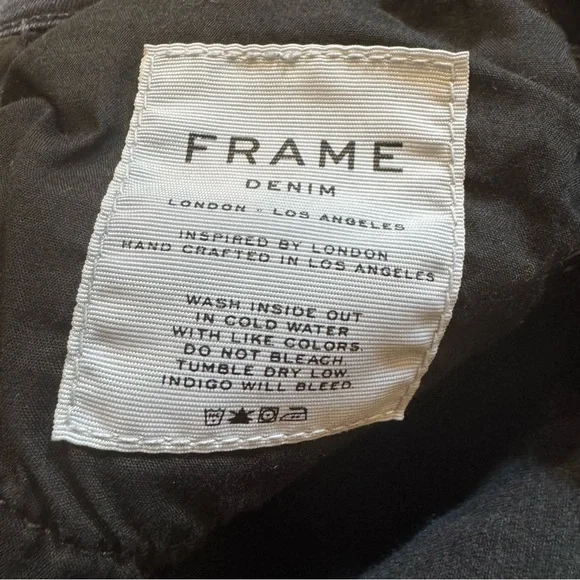 FRAME
DENIM
LONDON - LOS ANGELES
INSPIRED BY LONDON
HAND CRAFTED IN LOS ANGELES
WASH INSIDE OUT
IN COLD WATER
WITH LIKE COLORS.
DO NOT BLEACH.
TUMBLE DRY LOW.
INDIGO WILL BLEED.